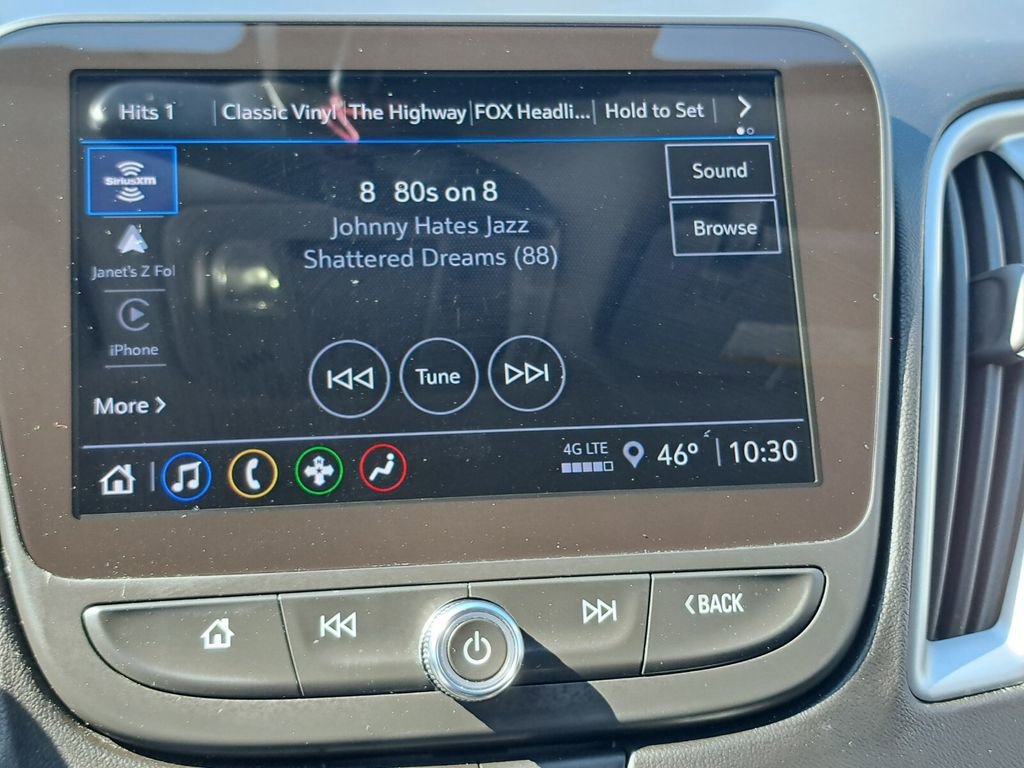 Hits 1 Classic Vinyl The Highway FOX Headli... Hold to Set
SiriusXM
Sound
8 80s on 8
Johnny Hates Jazz
Browse
Shattered Dreams (88)
Janet's Z Fol
iPhone
Tune
More
4G LTE 46° 10:30
BACK